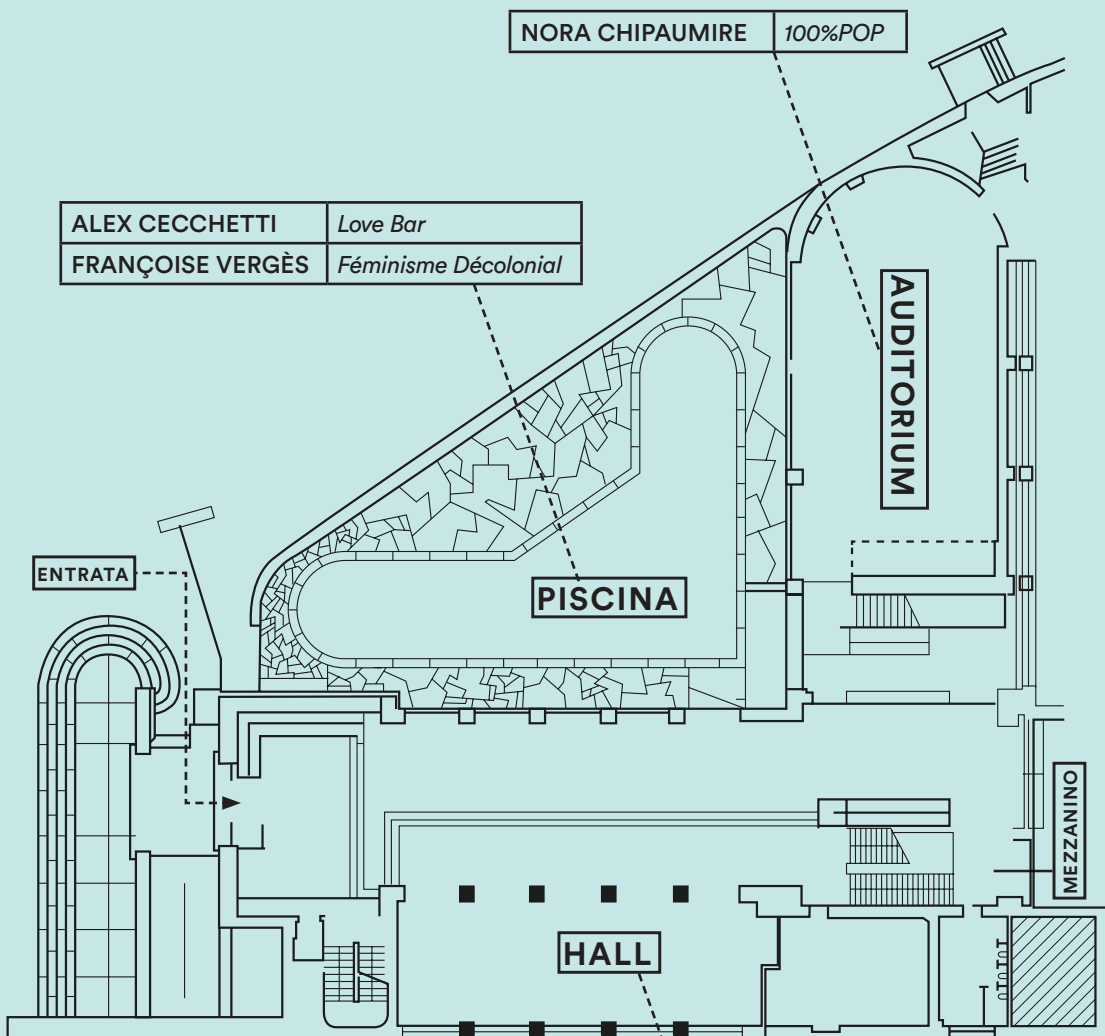 NORA CHIPAUMIRE 100%POP
ALEX CECCHETTI Love Bar
FRANÇOISE VERGÈS Féminisme Décolonial
AUDITORIUM
ENTRATA
PISCINA
MEZZANINO
HALL